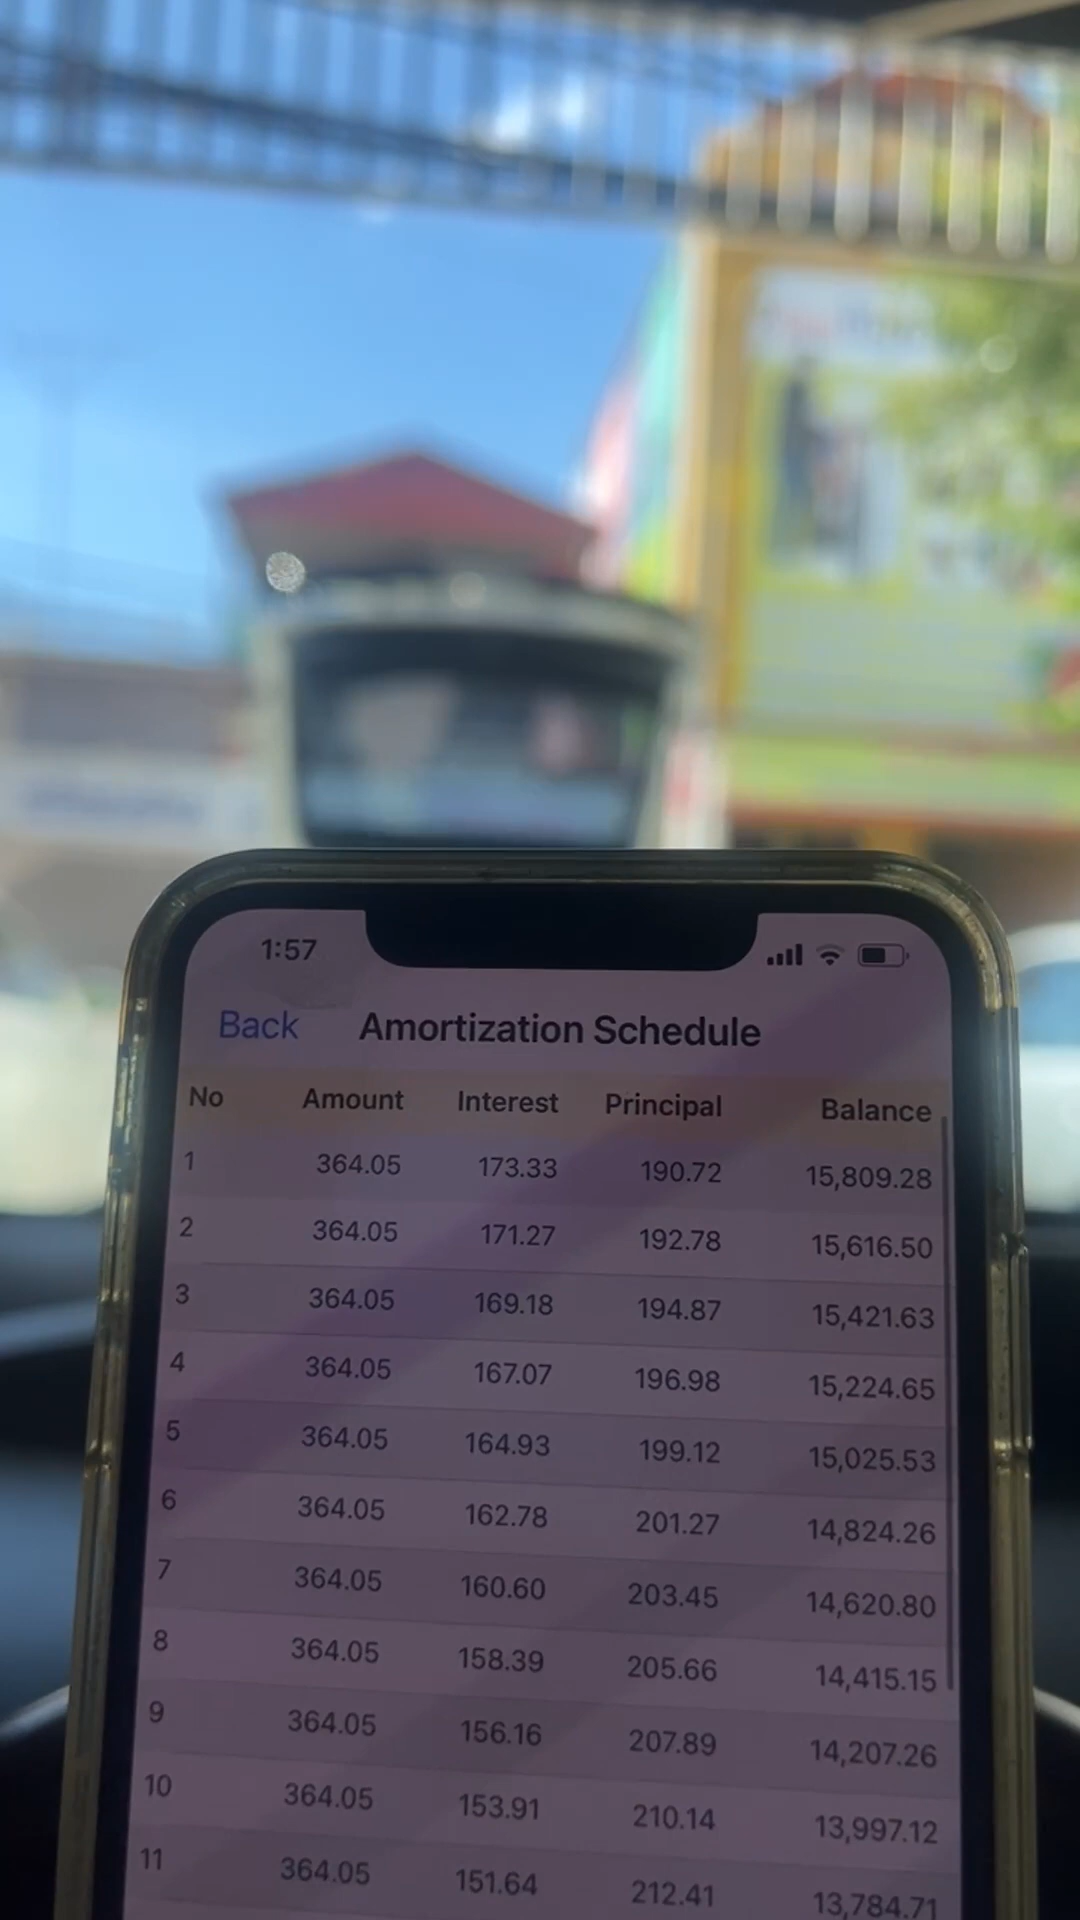 1:57
Back Amortization Schedule
No Amount Interest Principal Balance
1 364.05 173.33 190.72 15,809.28
2 364.05 171.27 192.78 15,616.50
3 364.05 169.18 194.87 15,421.63
4 364.05 167.07 196.98 15,224.65
5 364.05 164.93 199.12 15,025.53
6 364.05 162.78 201.27 14,824.26
7 364.05 160.60 203.45 14,620.80
8 364.05 158.39 205.66 14,415.15
9 364.05 156.16 207.89 14,207.26
10 364.05 153.91 210.14 13,997.12
11 364.05 151.64 212.41 13,784.71